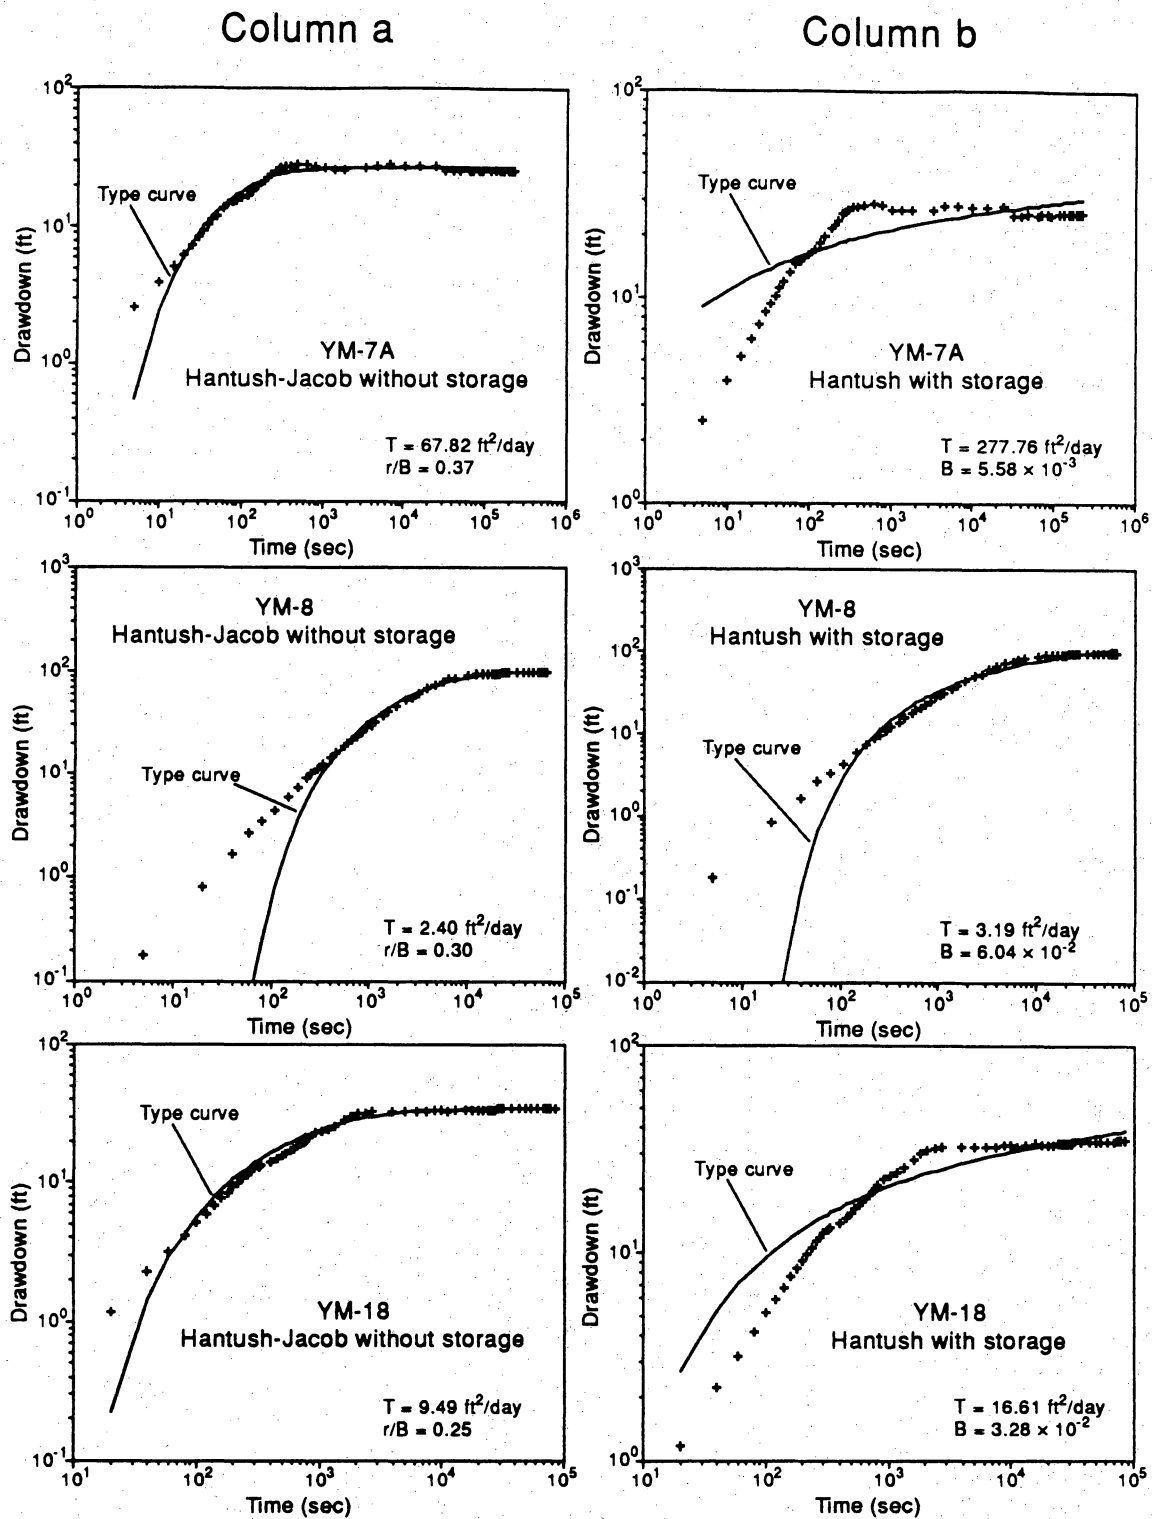 Column a
Column b
10²
10¹
10⁰
10⁻¹
Drawdown (ft)
Type curve
YM-7A
Hantush-Jacob without storage
T = 67.82 ft²/day
r/B = 0.37
10⁰ 10¹ 10² 10³ 10⁴ 10⁵ 10⁶
Time (sec)
10²
10¹
10⁰
Drawdown (ft)
Type curve
YM-7A
Hantush with storage
T = 277.76 ft²/day
B = 5.58 × 10⁻³
10⁰ 10¹ 10² 10³ 10⁴ 10⁵ 10⁶
Time (sec)
10³
10²
10¹
10⁰
10⁻¹
Drawdown (ft)
YM-8
Hantush-Jacob without storage
Type curve
T = 2.40 ft²/day
r/B = 0.30
10⁰ 10¹ 10² 10³ 10⁴ 10⁵
Time (sec)
10³
10²
10¹
10⁰
10⁻¹
10⁻²
Drawdown (ft)
YM-8
Hantush with storage
Type curve
T = 3.19 ft²/day
B = 6.04 × 10⁻²
10⁰ 10¹ 10² 10³ 10⁴ 10⁵
Time (sec)
10²
10¹
10⁰
10⁻¹
Drawdown (ft)
Type curve
YM-18
Hantush-Jacob without storage
T = 9.49 ft²/day
r/B = 0.25
10¹ 10² 10³ 10⁴ 10⁵
Time (sec)
10²
10¹
10⁰
Drawdown (ft)
Type curve
YM-18
Hantush with storage
T = 16.61 ft²/day
B = 3.28 × 10⁻²
10¹ 10² 10³ 10⁴ 10⁵
Time (sec)